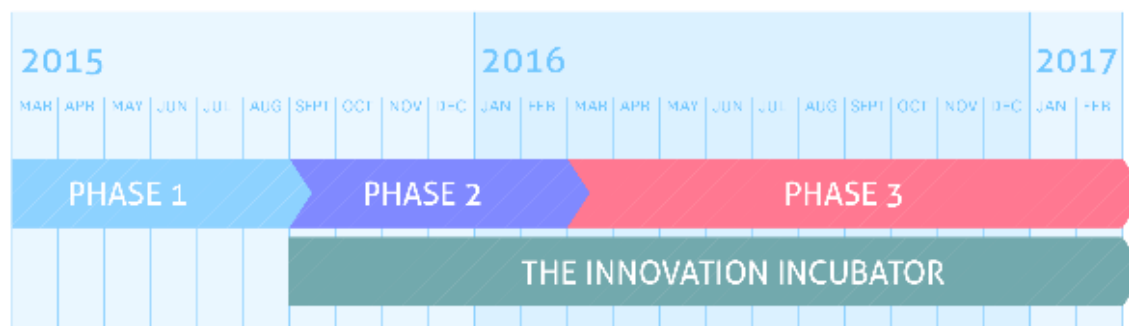 2015 2016 2017
MAR APR MAY JUN JUL AUG SEPT OCT NOV DEC JAN FEB MAR APR MAY JUN JUL AUG SEPT OCT NOV DEC JAN FEB
PHASE 1 PHASE 2 PHASE 3
THE INNOVATION INCUBATOR